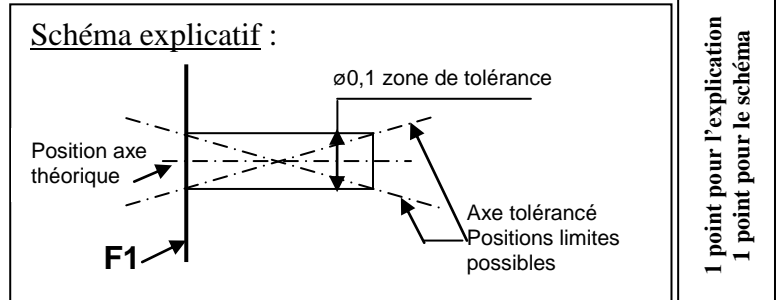 Schéma explicatif :
ø0,1 zone de tolérance
Position axe
théorique
F1
Axe tolérancé
Positions limites
possibles
1 point pour l'explication
1 point pour le schéma